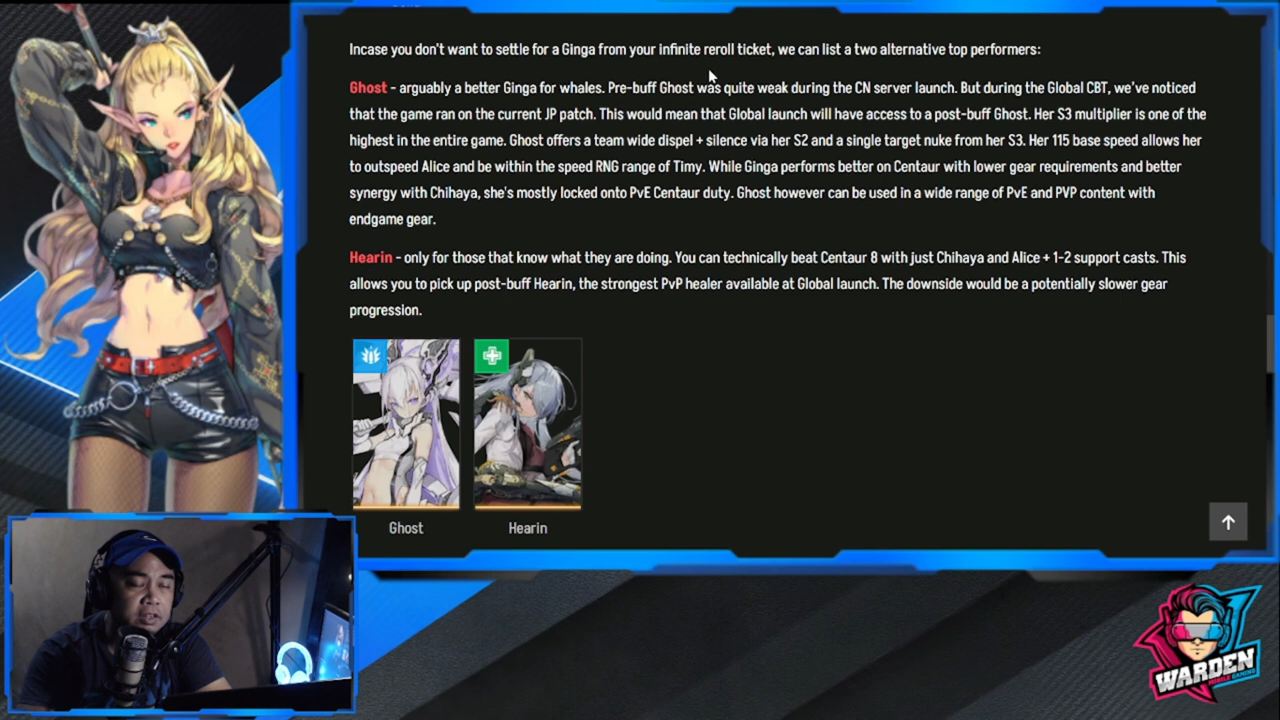 Incase you don't want to settle for a Ginga from your infinite reroll ticket, we can list a two alternative top performers:
Ghost - arguably a better Ginga for whales. Pre-buff Ghost was quite weak during the CN server launch. But during the Global CBT, we've noticed
that the game ran on the current JP patch. This would mean that Global launch will have access to a post-buff Ghost. Her S3 multiplier is one of the
highest in the entire game. Ghost offers a team wide dispel + silence via her S2 and a single target nuke from her S3. Her 115 base speed allows her
to outspeed Alice and be within the speed RNG range of Timy. While Ginga performs better on Centaur with lower gear requirements and better
synergy with Chihaya, she's mostly locked onto PvE Centaur duty. Ghost however can be used in a wide range of PvE and PVP content with
endgame gear.
Hearin - only for those that know what they are doing. You can technically beat Centaur 8 with just Chihaya and Alice + 1-2 support casts. This
allows you to pick up post-buff Hearin, the strongest PvP healer available at Global launch. The downside would be a potentially slower gear
progression.
Ghost
Hearin
WARDEN
MOBILE GAMING